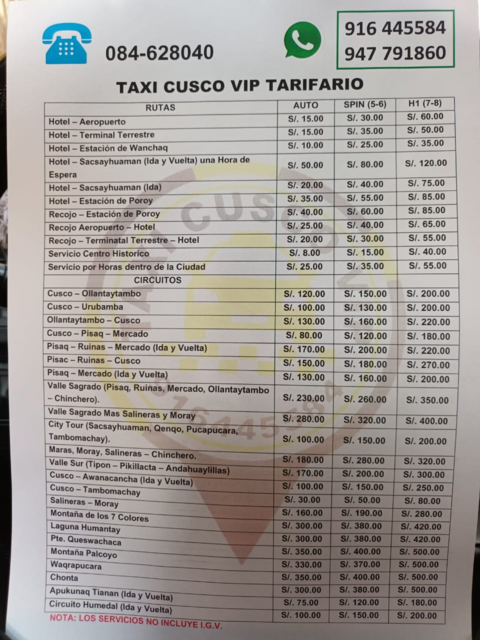 084-628040
916 445584
947 791860
TAXI CUSCO VIP TARIFARIO
RUTAS AUTO SPIN (5-6) H1 (7-8)
Hotel – Aeropuerto S/. 15.00 S/. 30.00 S/. 60.00
Hotel – Terminal Terrestre S/. 15.00 S/. 35.00 S/. 50.00
Hotel – Estación de Wanchaq S/. 10.00 S/. 25.00 S/. 35.00
Hotel – Sacsayhuaman (Ida y Vuelta) una Hora de
Espera S/. 50.00 S/. 80.00 S/. 120.00
Hotel – Sacsayhuaman (Ida) S/. 20.00 S/. 40.00 S/. 75.00
Hotel – Estación de Poroy S/. 35.00 S/. 55.00 S/. 85.00
Recojo – Estación de Poroy S/. 40.00 S/. 60.00 S/. 85.00
Recojo Aeropuerto – Hotel S/. 25.00 S/. 40.00 S/. 65.00
Recojo – Terminatal Terrestre – Hotel S/. 20.00 S/. 30.00 S/. 55.00
Servicio Centro Historico S/. 8.00 S/. 15.00 S/. 40.00
Servicio por Horas dentro de la Ciudad S/. 25.00 S/. 35.00 S/. 55.00
CIRCUITOS
Cusco – Ollantaytambo S/. 120.00 S/. 150.00 S/. 200.00
Cusco – Urubamba S/. 100.00 S/. 130.00 S/. 200.00
Ollantaytambo – Cusco S/. 130.00 S/. 160.00 S/. 220.00
Cusco – Pisaq – Mercado S/. 80.00 S/. 120.00 S/. 180.00
Pisaq – Ruinas – Mercado (Ida y Vuelta) S/. 170.00 S/. 200.00 S/. 220.00
Pisac – Ruinas – Cusco S/. 150.00 S/. 180.00 S/. 270.00
Pisaq – Mercado (Ida y Vuelta) S/. 130.00 S/. 160.00 S/. 200.00
Valle Sagrado (Pisaq, Ruinas, Mercado, Ollantaytambo
– Chinchero). S/. 230.00 S/. 260.00 S/. 350.00
Valle Sagrado Mas Salineras y Moray S/. 280.00 S/. 320.00 S/. 400.00
City Tour (Sacsayhuaman, Qenqo, Pucapucara,
Tambomachay). S/. 100.00 S/. 150.00 S/. 200.00
Maras, Moray, Salineras – Chinchero. S/. 180.00 S/. 280.00 S/. 320.00
Valle Sur (Tipon – Pikillacta – Andahuaylillas) S/. 170.00 S/. 200.00 S/. 300.00
Cusco – Awanacancha (Ida y Vuelta) S/. 100.00 S/. 150.00 S/. 250.00
Cusco – Tambomachay S/. 30.00 S/. 50.00 S/. 80.00
Salineras – Moray S/. 160.00 S/. 190.00 S/. 280.00
Montaña de los 7 Colores S/. 300.00 S/. 380.00 S/. 420.00
Laguna Humantay S/. 300.00 S/. 380.00 S/. 420.00
Pte. Queswachaca S/. 350.00 S/. 400.00 S/. 500.00
Montaña Palcoyo S/. 330.00 S/. 370.00 S/. 500.00
Waqrapucara S/. 350.00 S/. 400.00 S/. 500.00
Chonta S/. 300.00 S/. 380.00 S/. 500.00
Apukunaq Tianan (Ida y Vuelta) S/. 75.00 S/. 120.00 S/. 180.00
Circuito Humedal (Ida y Vuelta) S/. 100.00 S/. 150.00 S/. 200.00
NOTA: LOS SERVICIOS NO INCLUYE I.G.V.